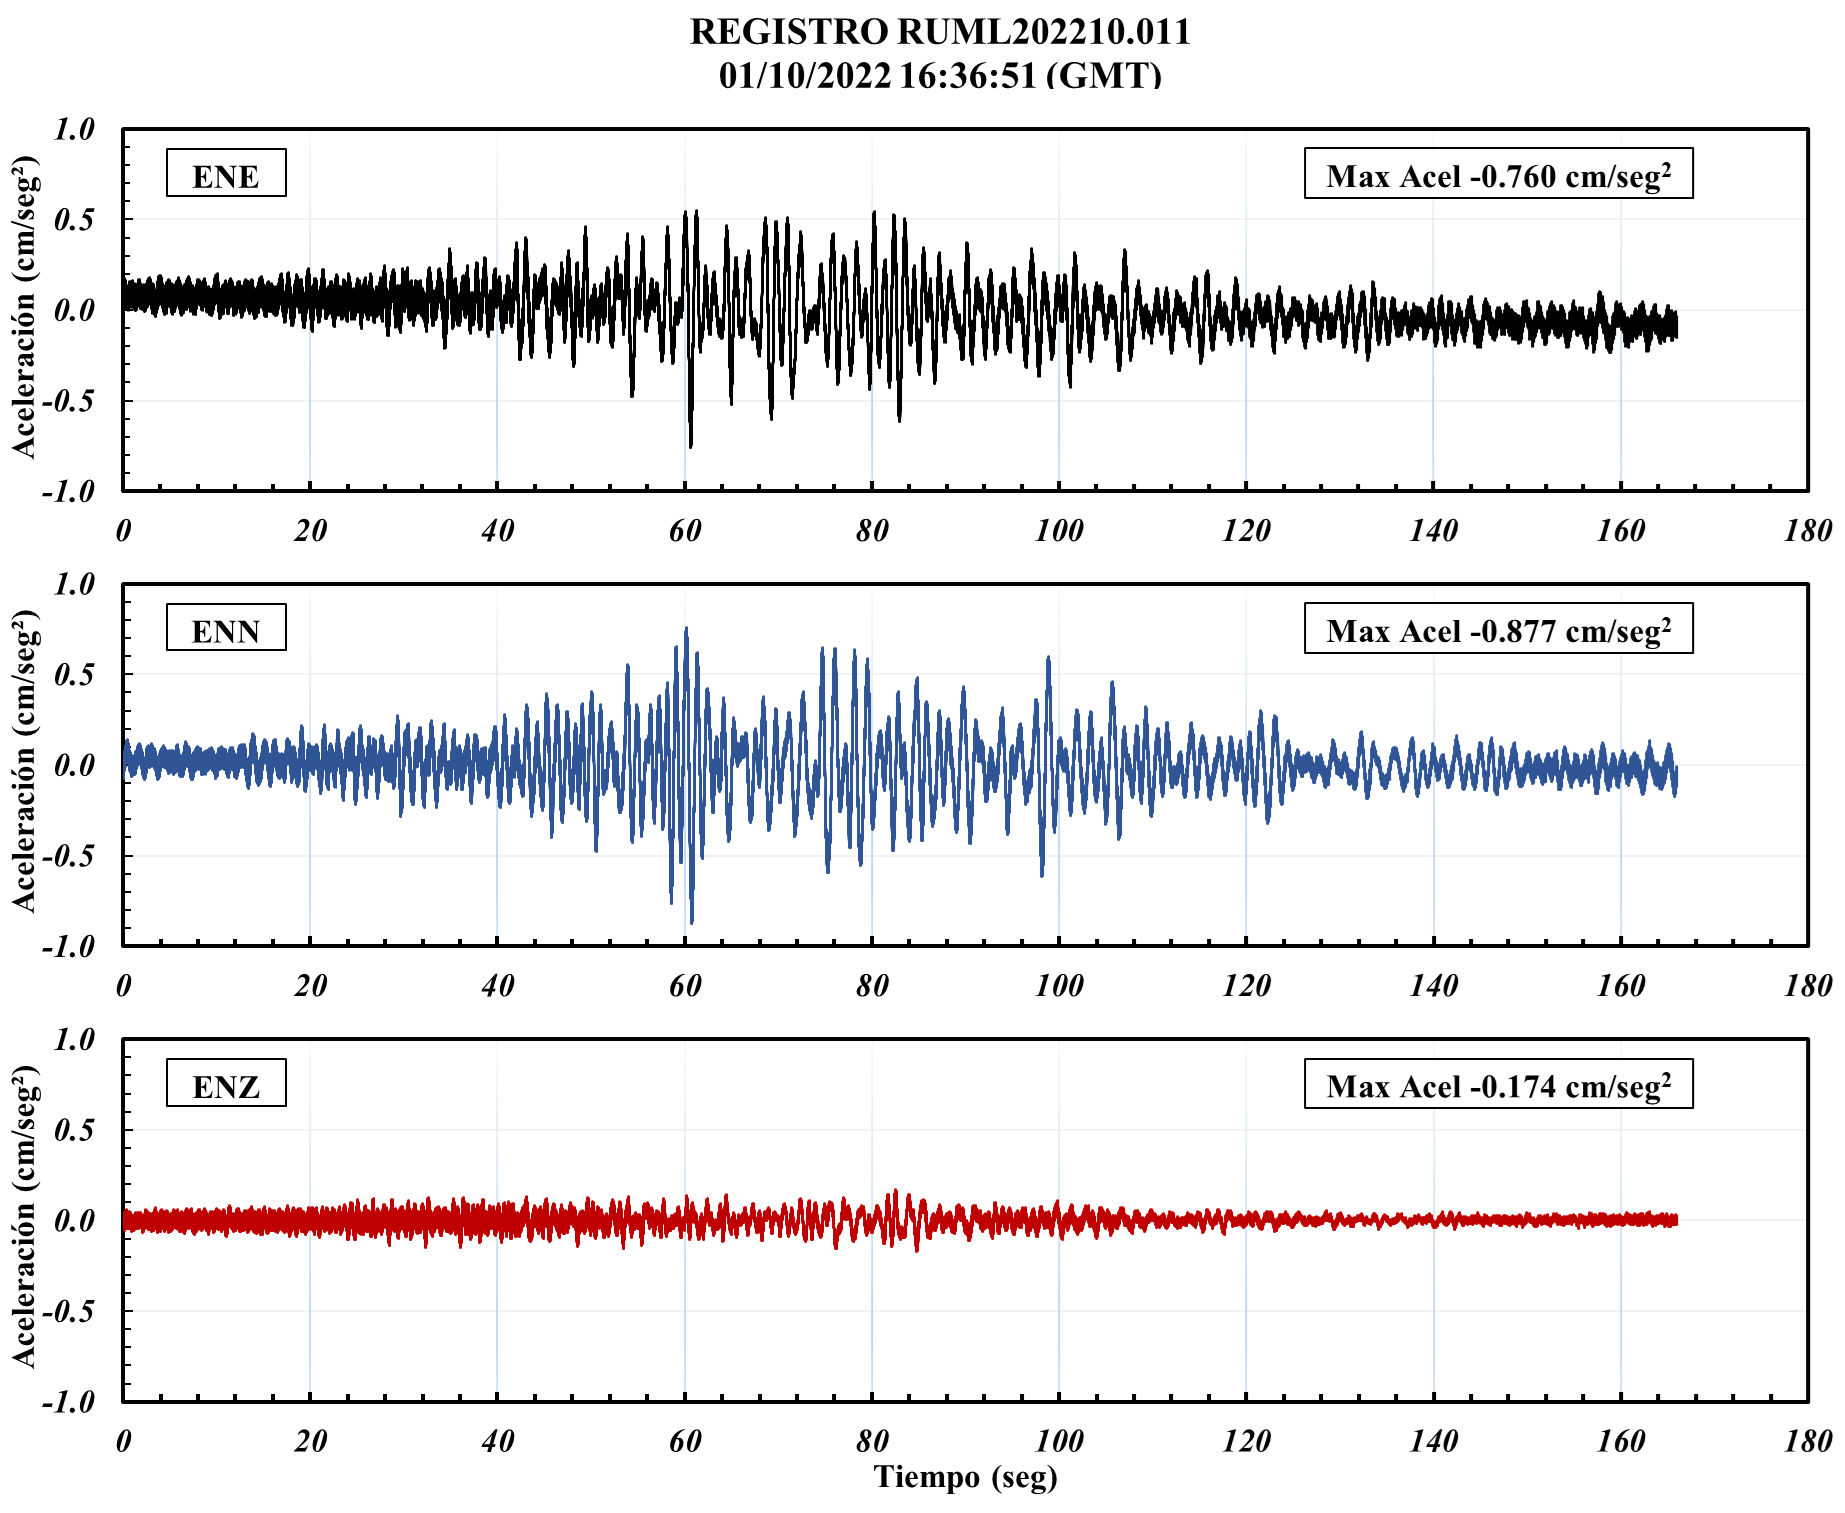 REGISTRO RUML202210.011
01/10/2022 16:36:51 (GMT)
Aceleración (cm/seg²)
1.0
0.5
0.0
-0.5
-1.0
ENE
Max Acel -0.760 cm/seg²
0 20 40 60 80 100 120 140 160 180
Aceleración (cm/seg²)
1.0
0.5
0.0
-0.5
-1.0
ENN
Max Acel -0.877 cm/seg²
0 20 40 60 80 100 120 140 160 180
Aceleración (cm/seg²)
1.0
0.5
0.0
-0.5
-1.0
ENZ
Max Acel -0.174 cm/seg²
0 20 40 60 80 100 120 140 160 180
Tiempo (seg)